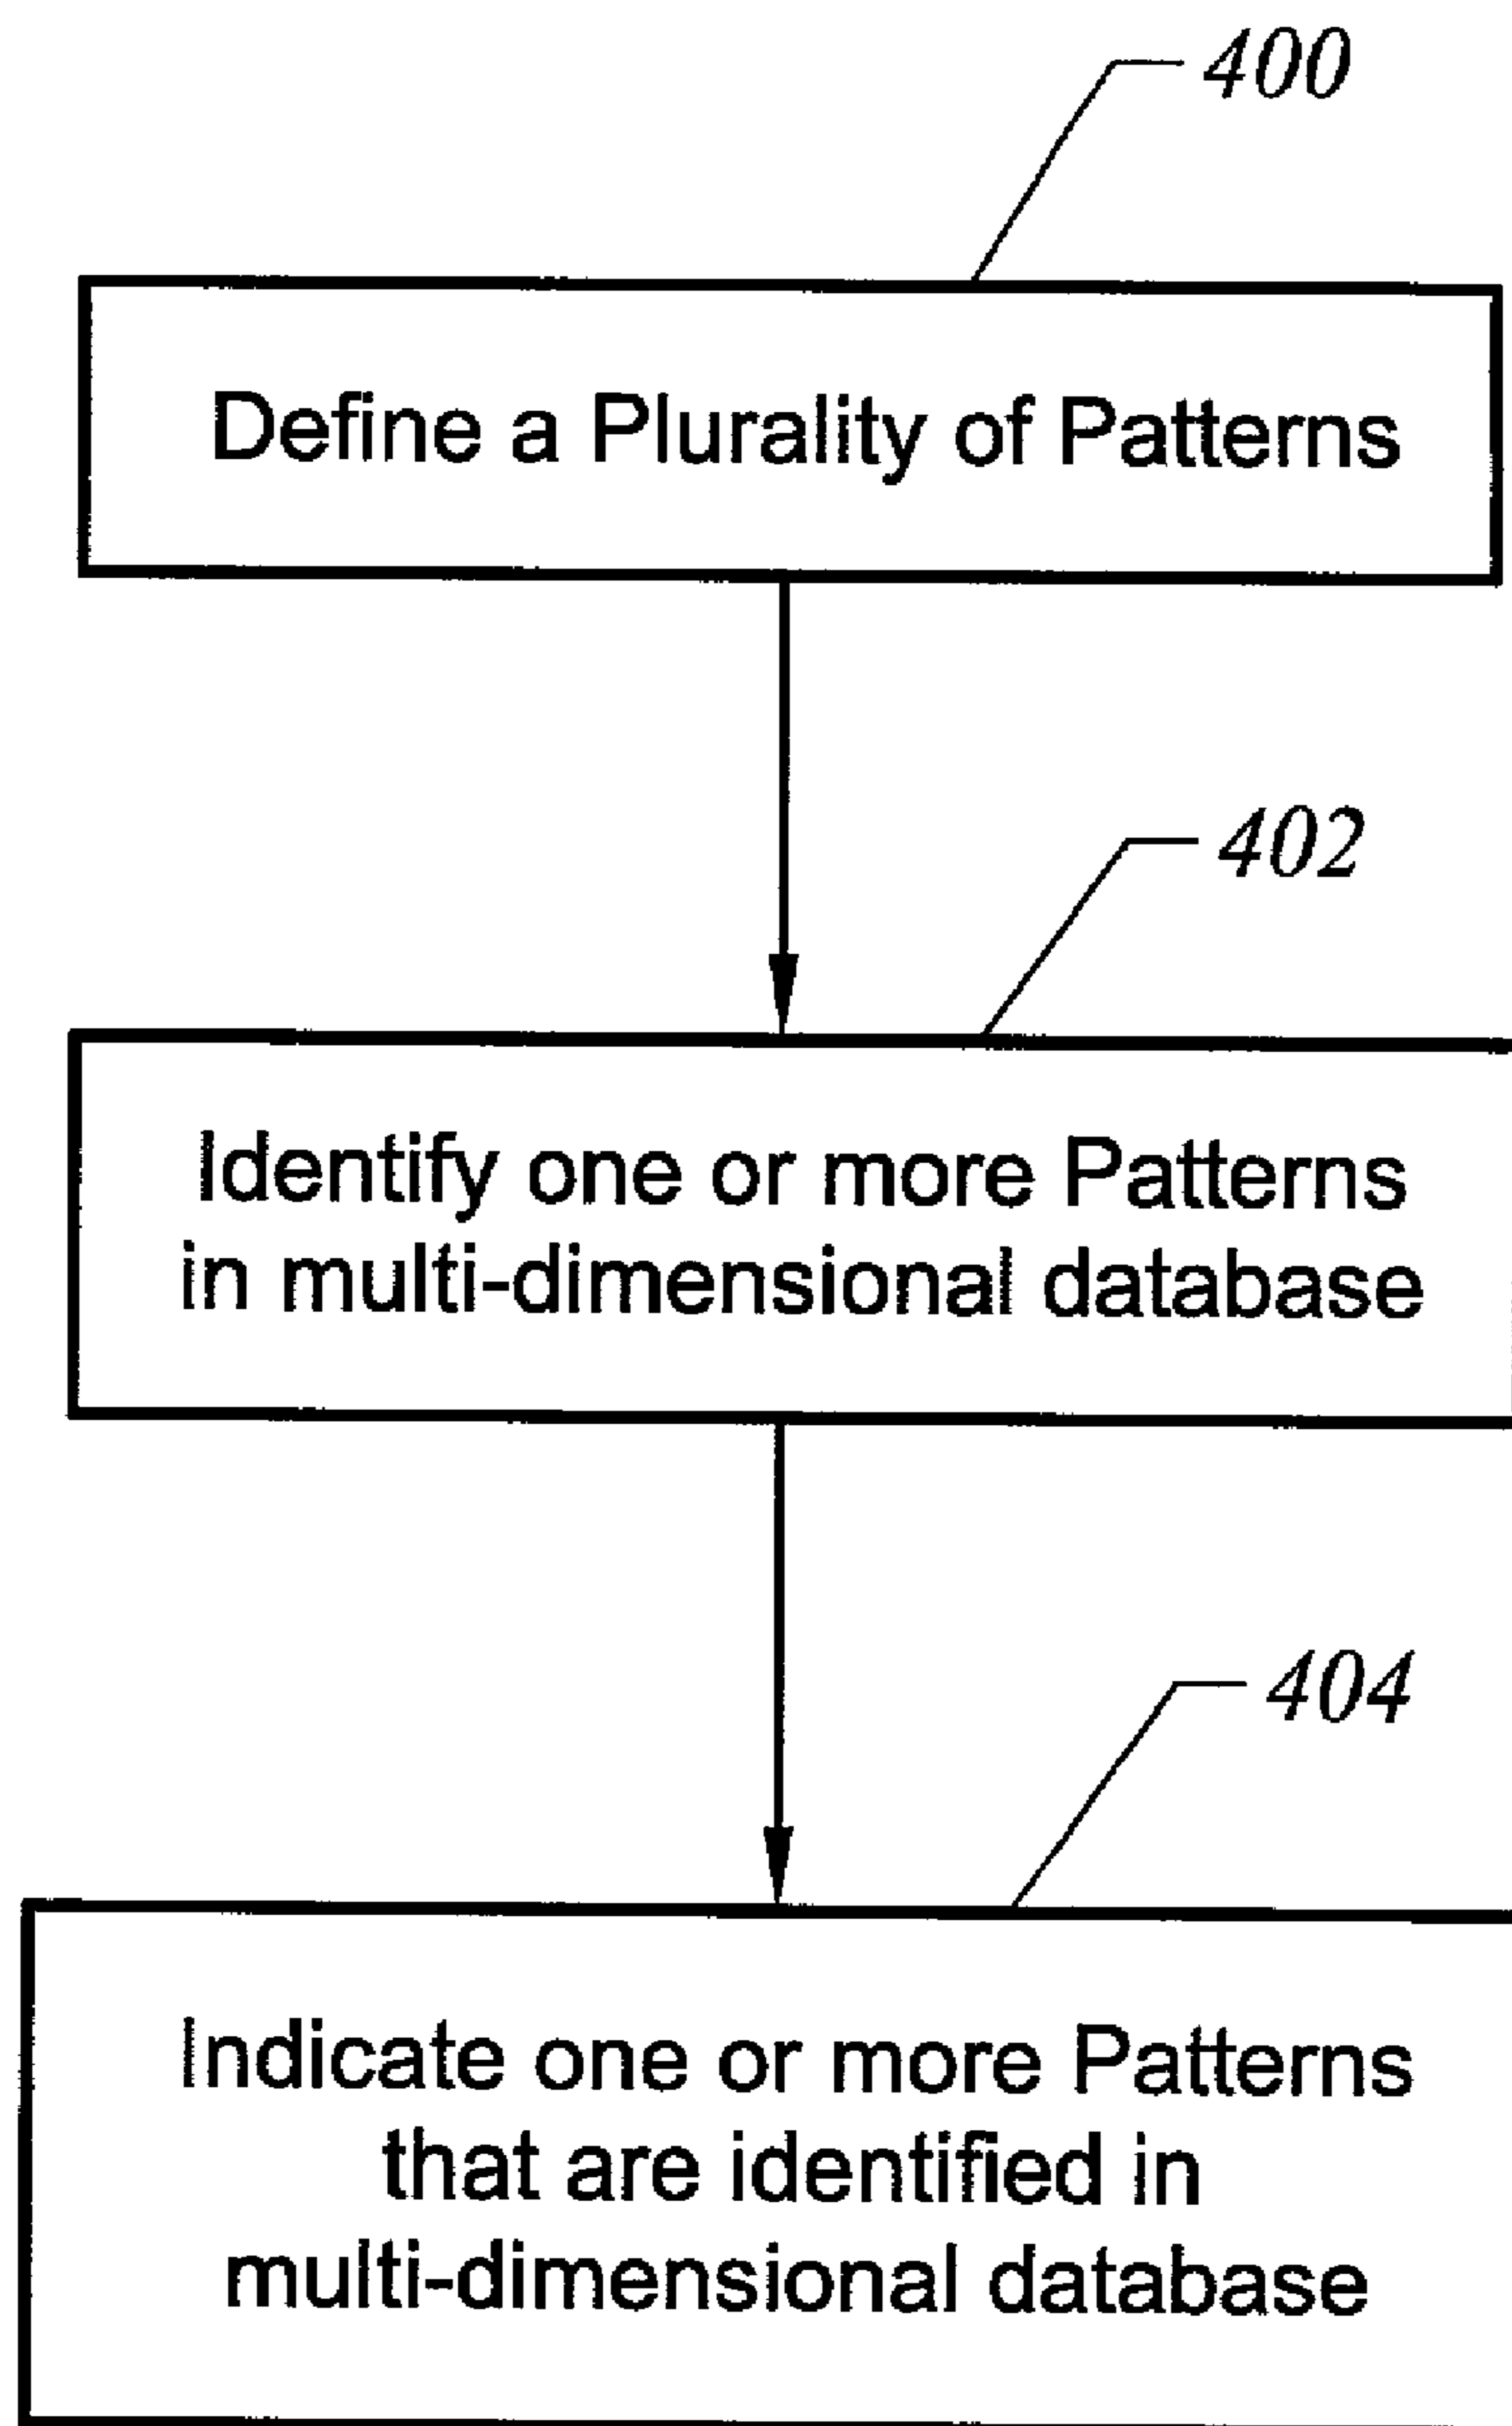 400
Define a Plurality of Patterns
402
Identify one or more Patterns
in multi-dimensional database
404
Indicate one or more Patterns
that are identified in
multi-dimensional database